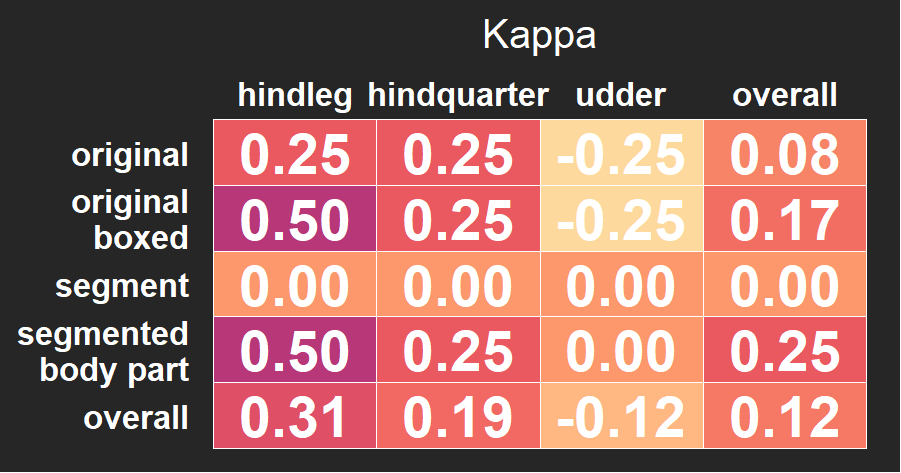 Kappa
hindleg hindquarter udder overall
original 0.25 0.25 -0.25 0.08
original
boxed 0.50 0.25 -0.25 0.17
segment 0.00 0.00 0.00 0.00
segmented
body part 0.50 0.25 0.00 0.25
overall 0.31 0.19 -0.12 0.12